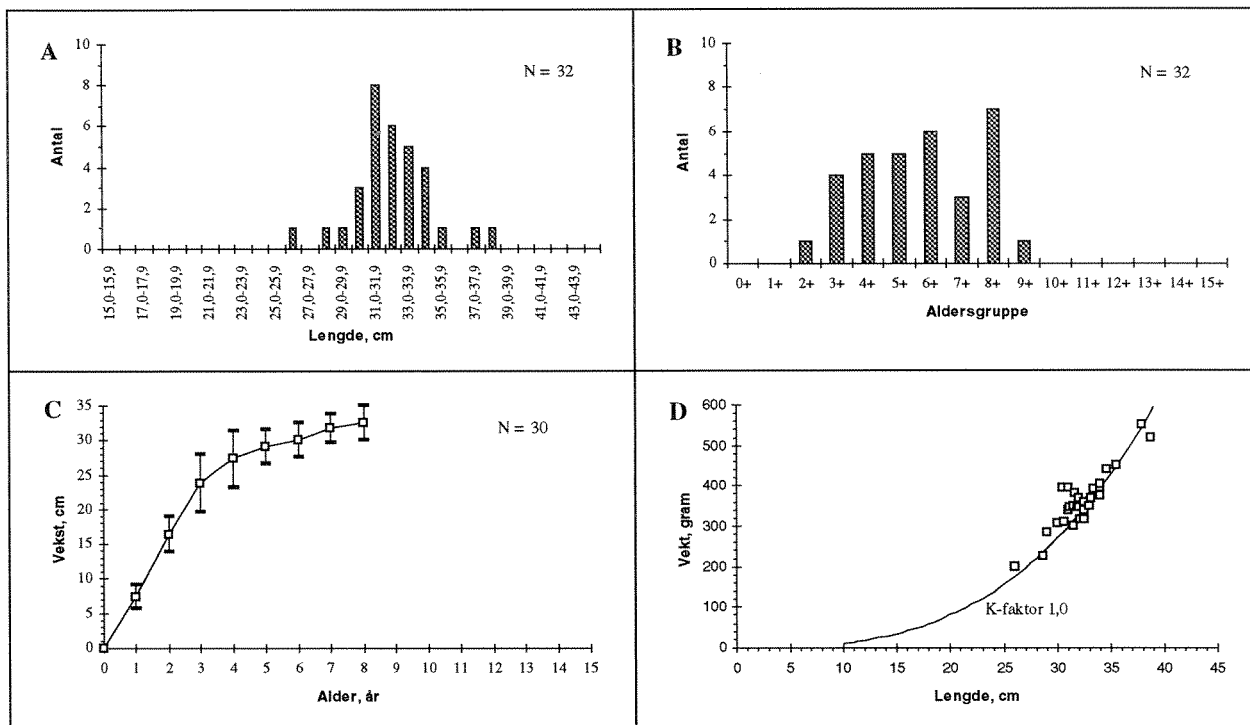 A
N = 32
Antal
10
8
6
4
2
0
15,0-15,9
17,0-17,9
19,0-19,9
21,0-21,9
23,0-23,9
25,0-25,9
27,0-27,9
29,0-29,9
31,0-31,9
33,0-33,9
35,0-35,9
37,0-37,9
39,0-39,9
41,0-41,9
43,0-43,9
Lengde, cm
B
N = 32
Antal
10
8
6
4
2
0
0+ 1+ 2+ 3+ 4+ 5+ 6+ 7+ 8+ 9+ 10+ 11+ 12+ 13+ 14+ 15+
Aldersgruppe
C
N = 30
Vekst, cm
35
30
25
20
15
10
5
0
0 1 2 3 4 5 6 7 8 9 10 11 12 13 14 15
Alder, år
D
Vekt, gram
600
500
400
300
200
100
0
K-faktor 1,0
0 5 10 15 20 25 30 35 40 45
Lengde, cm